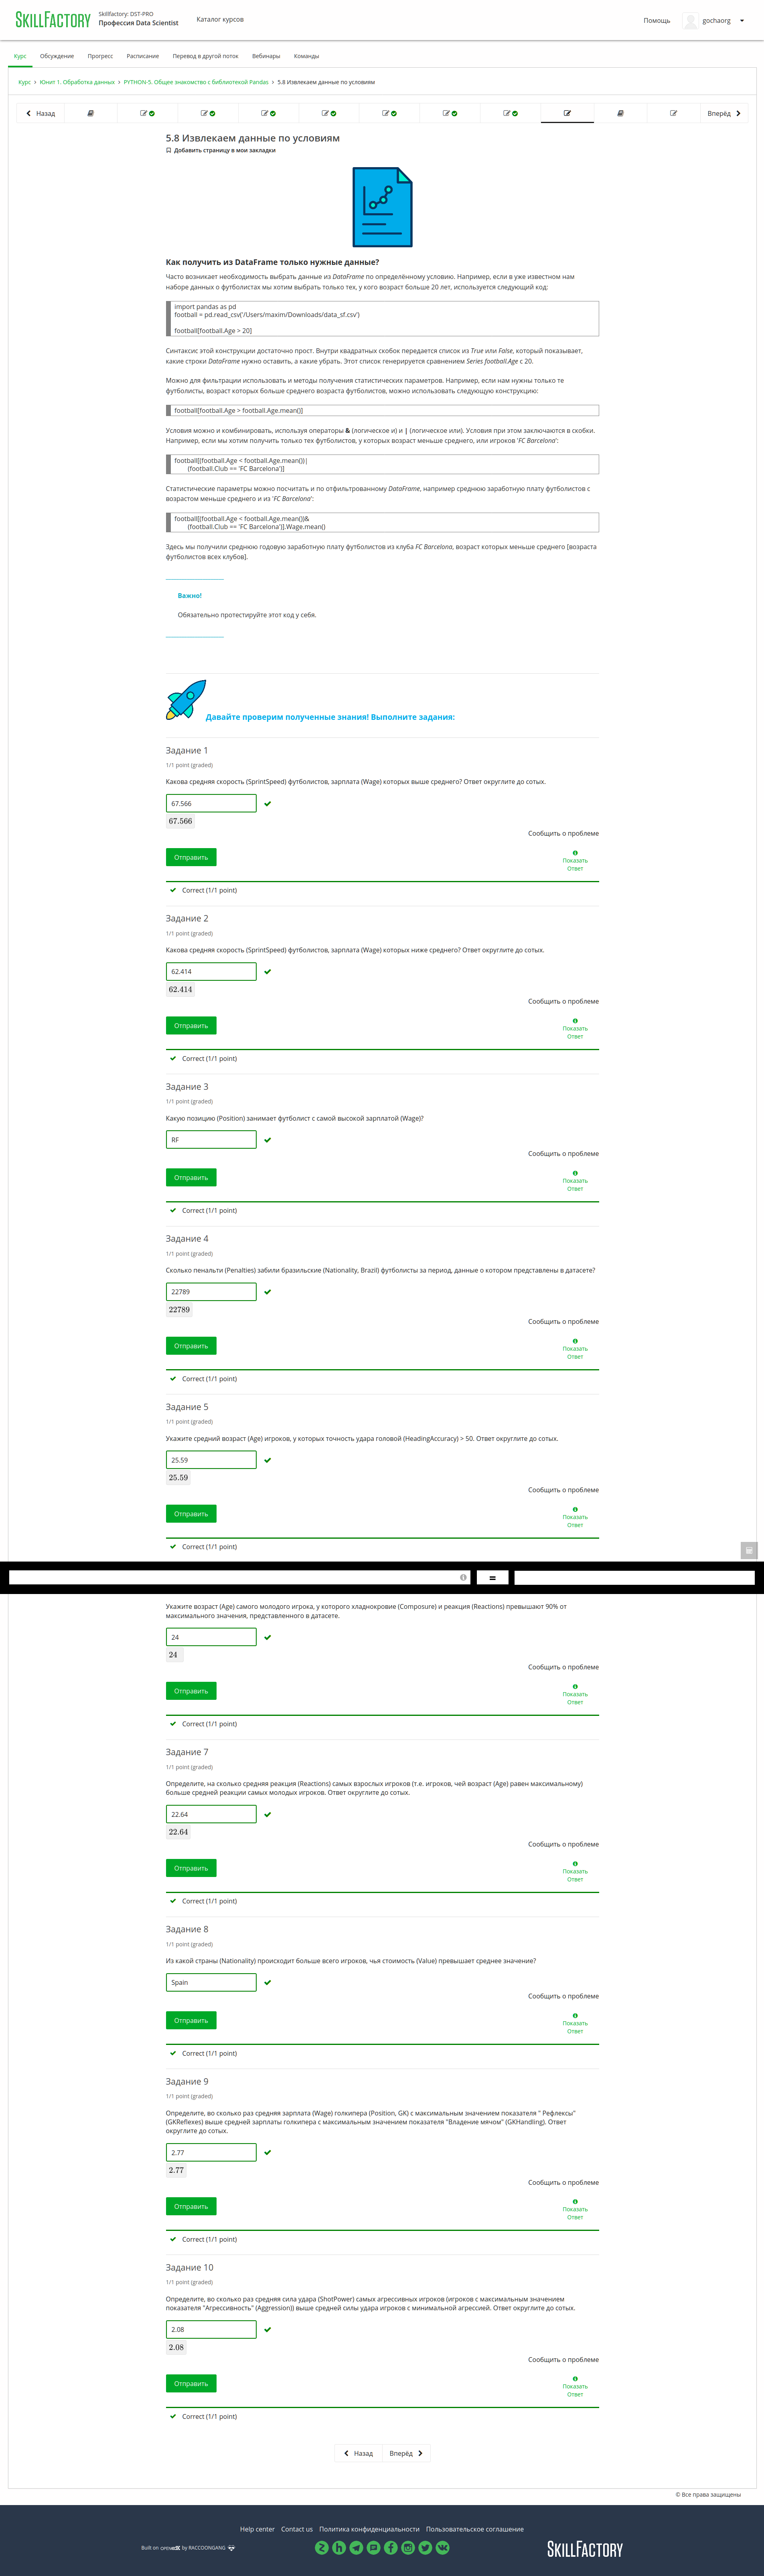 SKILLFACTORY
Skillfactory: DST-PRO
Профессия Data Scientist
Каталог курсов
Помощь
gochaorg
Курс
Обсуждение
Прогресс
Расписание
Перевод в другой поток
Вебинары
Команды
Курс > Юнит 1. Обработка данных > PYTHON-5. Общее знакомство с библиотекой Pandas > 5.8 Извлекаем данные по условиям
Назад
Вперёд
5.8 Извлекаем данные по условиям
Добавить страницу в мои закладки
Как получить из DataFrame только нужные данные?
Часто возникает необходимость выбрать данные из DataFrame по определённому условию. Например, если в уже известном нам
наборе данных о футболистах мы хотим выбрать только тех, у кого возраст больше 20 лет, используется следующий код:
import pandas as pd
football = pd.read_csv('/Users/maxim/Downloads/data_sf.csv')
football[football.Age > 20]
Синтаксис этой конструкции достаточно прост. Внутри квадратных скобок передается список из True или False, который показывает,
какие строки DataFrame нужно оставить, а какие убрать. Этот список генерируется сравнением Series football.Age с 20.
Можно для фильтрации использовать и методы получения статистических параметров. Например, если нам нужны только те
футболисты, возраст которых больше среднего возраста футболистов, можно использовать следующую конструкцию:
football[football.Age > football.Age.mean()]
Условия можно и комбинировать, используя операторы & (логическое и) и | (логическое или). Условия при этом заключаются в скобки.
Например, если мы хотим получить только тех футболистов, у которых возраст меньше среднего, или игроков 'FC Barcelona':
football[(football.Age < football.Age.mean())|
(football.Club == 'FC Barcelona')]
Статистические параметры можно посчитать и по отфильтрованному DataFrame, например среднюю заработную плату футболистов с
возрастом меньше среднего и из 'FC Barcelona':
football[(football.Age < football.Age.mean())&
(football.Club == 'FC Barcelona')].Wage.mean()
Здесь мы получили среднюю годовую заработную плату футболистов из клуба FC Barcelona, возраст которых меньше среднего [возраста
футболистов всех клубов].
Важно!
Обязательно протестируйте этот код у себя.
Давайте проверим полученные знания! Выполните задания:
Задание 1
1/1 point (graded)
Какова средняя скорость (SprintSpeed) футболистов, зарплата (Wage) которых выше среднего? Ответ округлите до сотых.
67.566
67.566
Сообщить о проблеме
Отправить
Показать
Ответ
Correct (1/1 point)
Задание 2
1/1 point (graded)
Какова средняя скорость (SprintSpeed) футболистов, зарплата (Wage) которых ниже среднего? Ответ округлите до сотых.
62.414
62.414
Сообщить о проблеме
Отправить
Показать
Ответ
Correct (1/1 point)
Задание 3
1/1 point (graded)
Какую позицию (Position) занимает футболист с самой высокой зарплатой (Wage)?
RF
Сообщить о проблеме
Отправить
Показать
Ответ
Correct (1/1 point)
Задание 4
1/1 point (graded)
Сколько пенальти (Penalties) забили бразильские (Nationality, Brazil) футболисты за период, данные о котором представлены в датасете?
22789
22789
Сообщить о проблеме
Отправить
Показать
Ответ
Correct (1/1 point)
Задание 5
1/1 point (graded)
Укажите средний возраст (Age) игроков, у которых точность удара головой (HeadingAccuracy) > 50. Ответ округлите до сотых.
25.59
25.59
Сообщить о проблеме
Отправить
Показать
Ответ
Correct (1/1 point)
=
Укажите возраст (Age) самого молодого игрока, у которого хладнокровие (Composure) и реакция (Reactions) превышают 90% от
максимального значения, представленного в датасете.
24
24
Сообщить о проблеме
Отправить
Показать
Ответ
Correct (1/1 point)
Задание 7
1/1 point (graded)
Определите, на сколько средняя реакция (Reactions) самых взрослых игроков (т.е. игроков, чей возраст (Age) равен максимальному)
больше средней реакции самых молодых игроков. Ответ округлите до сотых.
22.64
22.64
Сообщить о проблеме
Отправить
Показать
Ответ
Correct (1/1 point)
Задание 8
1/1 point (graded)
Из какой страны (Nationality) происходит больше всего игроков, чья стоимость (Value) превышает среднее значение?
Spain
Сообщить о проблеме
Отправить
Показать
Ответ
Correct (1/1 point)
Задание 9
1/1 point (graded)
Определите, во сколько раз средняя зарплата (Wage) голкипера (Position, GK) с максимальным значением показателя " Рефлексы"
(GKReflexes) выше средней зарплаты голкипера с максимальным значением показателя "Владение мячом" (GKHandling). Ответ
округлите до сотых.
2.77
2.77
Сообщить о проблеме
Отправить
Показать
Ответ
Correct (1/1 point)
Задание 10
1/1 point (graded)
Определите, во сколько раз средняя сила удара (ShotPower) самых агрессивных игроков (игроков с максимальным значением
показателя "Агрессивность" (Aggression)) выше средней силы удара игроков с минимальной агрессией. Ответ округлите до сотых.
2.08
2.08
Сообщить о проблеме
Отправить
Показать
Ответ
Correct (1/1 point)
Назад
Вперёд
© Все права защищены
Help center
Contact us
Политика конфиденциальности
Пользовательское соглашение
Built on OPENedX by RACCOONGANG
SKILLFACTORY